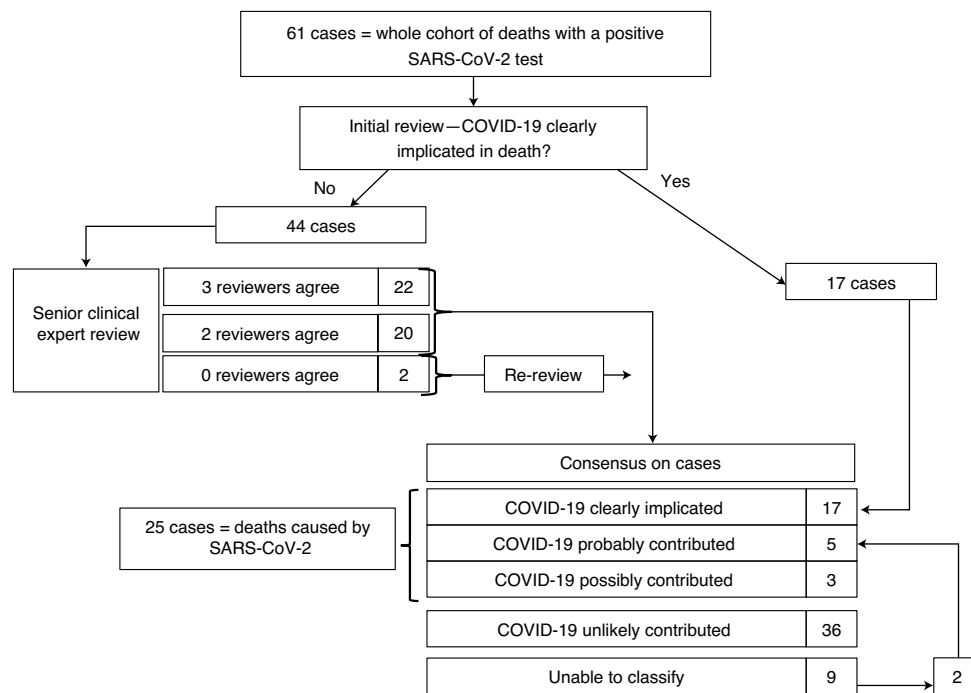 61 cases = whole cohort of deaths with a positive
SARS-CoV-2 test
Initial review—COVID-19 clearly
implicated in death?
No
Yes
44 cases
17 cases
Senior clinical
expert review
3 reviewers agree 22
2 reviewers agree 20
0 reviewers agree 2
Re-review
Consensus on cases
25 cases = deaths caused by
SARS-CoV-2
COVID-19 clearly implicated 17
COVID-19 probably contributed 5
COVID-19 possibly contributed 3
COVID-19 unlikely contributed 36
Unable to classify 9
2